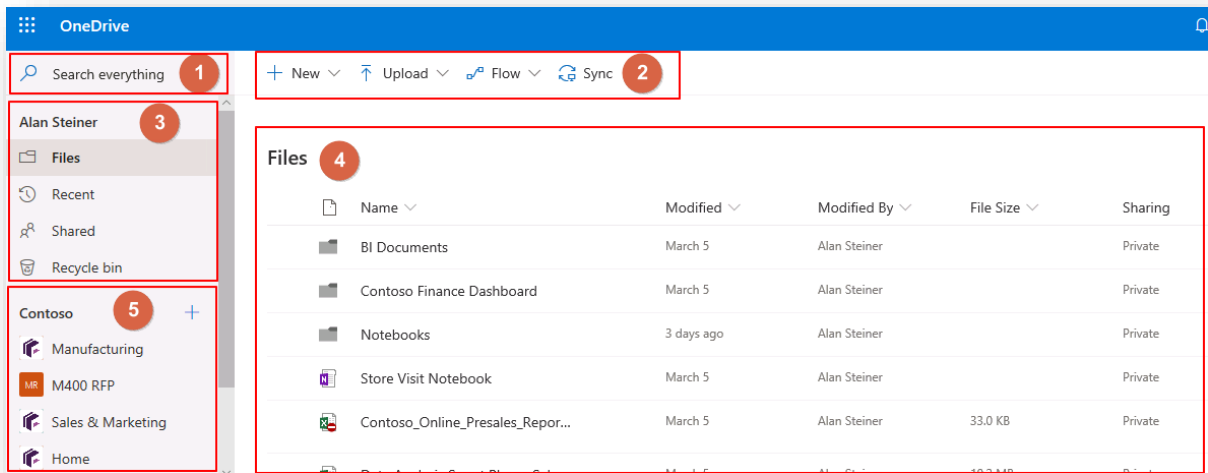 OneDrive
Search everything 1
+ New Upload Flow Sync 2
Alan Steiner 3
Files
Recent
Shared
Recycle bin
Contoso 5 +
Manufacturing
MR M400 RFP
Sales & Marketing
Home
Files 4
Name Modified Modified By File Size Sharing
BI Documents March 5 Alan Steiner Private
Contoso Finance Dashboard March 5 Alan Steiner Private
Notebooks 3 days ago Alan Steiner Private
Store Visit Notebook March 5 Alan Steiner Private
Contoso_Online_Presales_Repor... March 5 Alan Steiner 33.0 KB Private